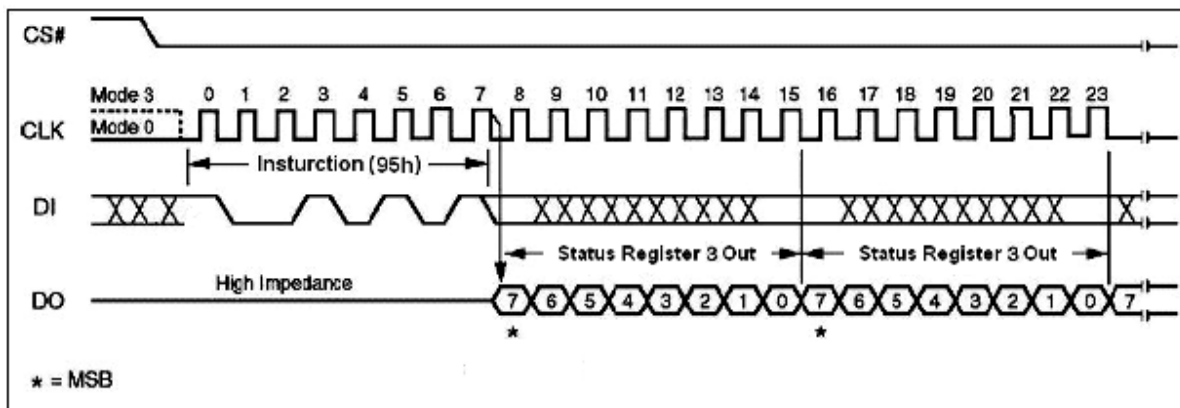 CS#
Mode 3
0 1 2 3 4 5 6 7 8 9 10 11 12 13 14 15 16 17 18 19 20 21 22 23
CLK
Mode 0
Insturction (95h)
DI
Status Register 3 Out
Status Register 3 Out
High Impedance
DO
7 6 5 4 3 2 1 0 7 6 5 4 3 2 1 0 7
* *
* = MSB